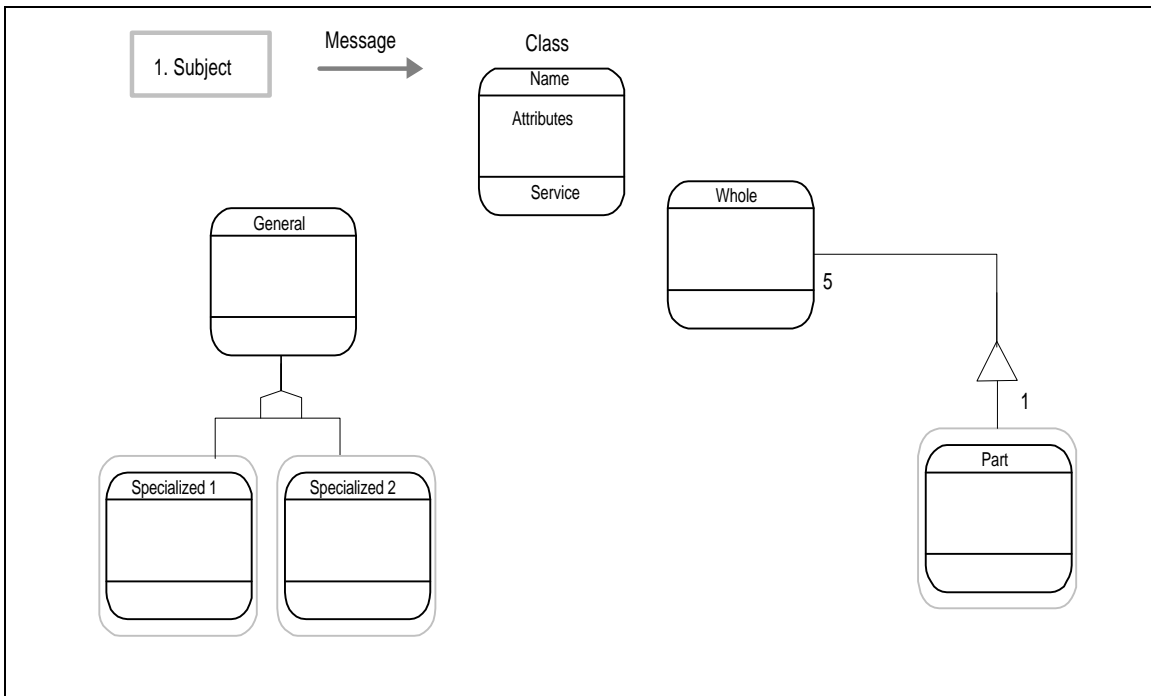 1. Subject
Message
Class
Name
Attributes
Service
Whole
5
General
1
Specialized 1
Specialized 2
Part